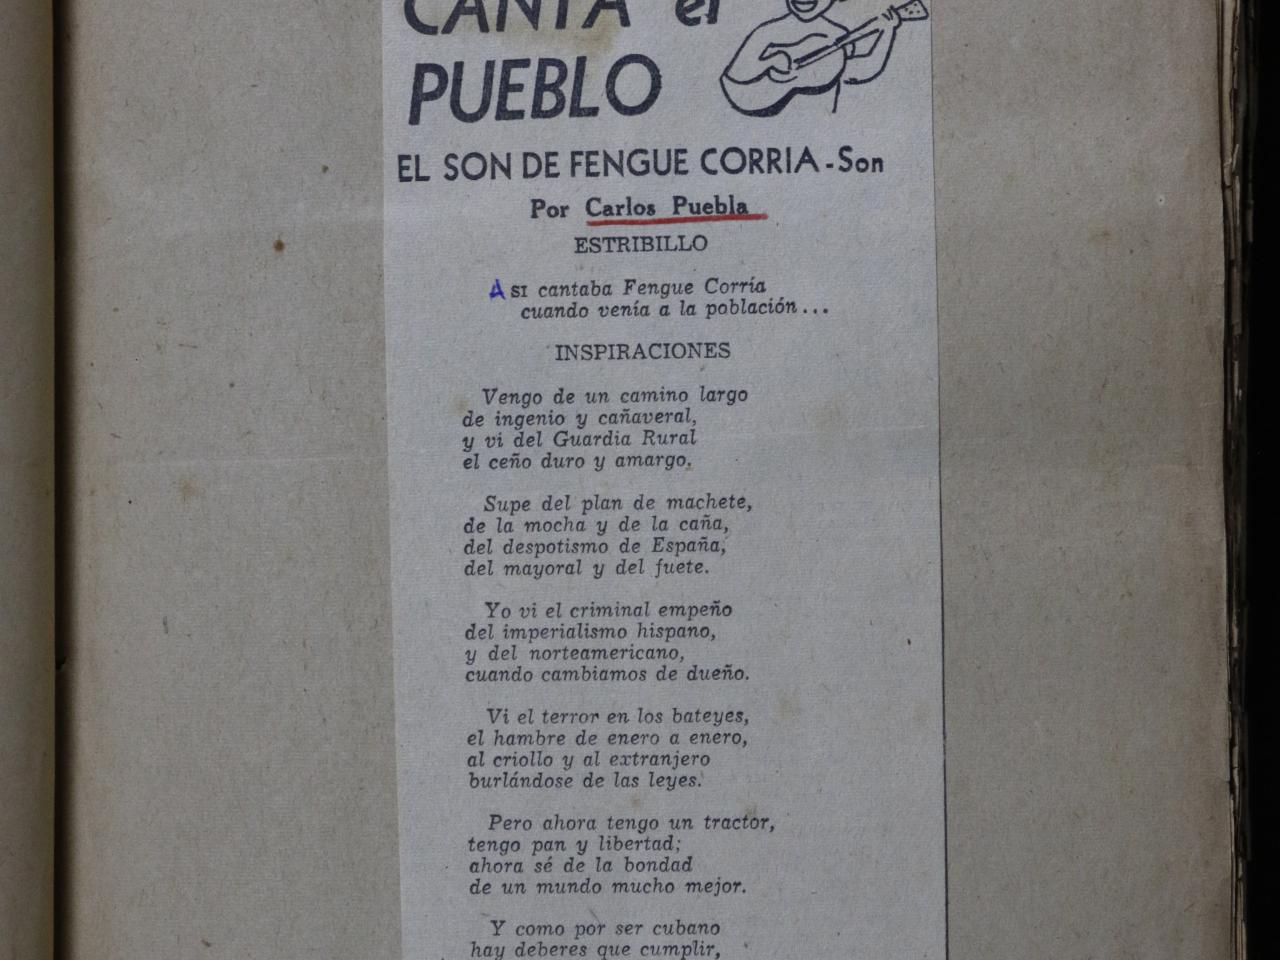 CANTA el
PUEBLO
EL SON DE FENGUE CORRIA - Son
Por Carlos Puebla
ESTRIBILLO
ASI cantaba Fengue Corría
cuando venía a la población...
INSPIRACIONES
Vengo de un camino largo
de ingenio y cañaveral,
y vi del Guardia Rural
el ceño duro y amargo.
Supe del plan de machete,
de la mocha y de la caña,
del despotismo de España,
del mayoral y del fuete.
Yo vi el criminal empeño
del imperialismo hispano,
y del norteamericano,
cuando cambiamos de dueño.
Vi el terror en los bateyes,
el hambre de enero a enero,
al criollo y al extranjero
burlándose de las leyes.
Pero ahora tengo un tractor,
tengo pan y libertad;
ahora sé de la bondad
de un mundo mucho mejor.
Y como por ser cubano
hay deberes que cumplir,